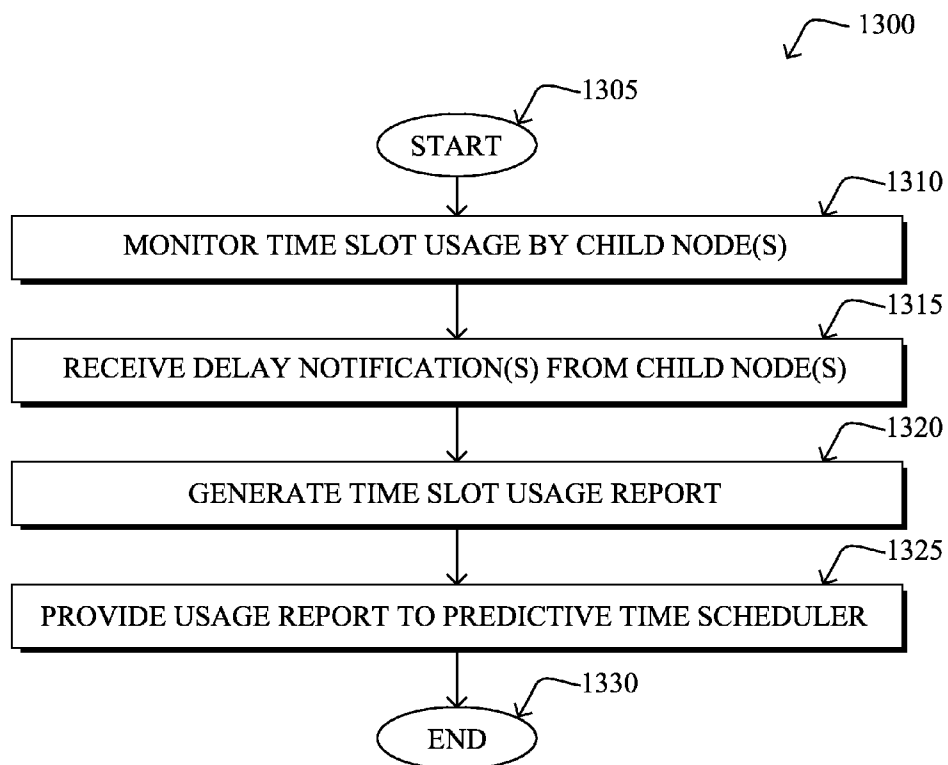 1300
1305
START
1310
MONITOR TIME SLOT USAGE BY CHILD NODE(S)
1315
RECEIVE DELAY NOTIFICATION(S) FROM CHILD NODE(S)
1320
GENERATE TIME SLOT USAGE REPORT
1325
PROVIDE USAGE REPORT TO PREDICTIVE TIME SCHEDULER
1330
END